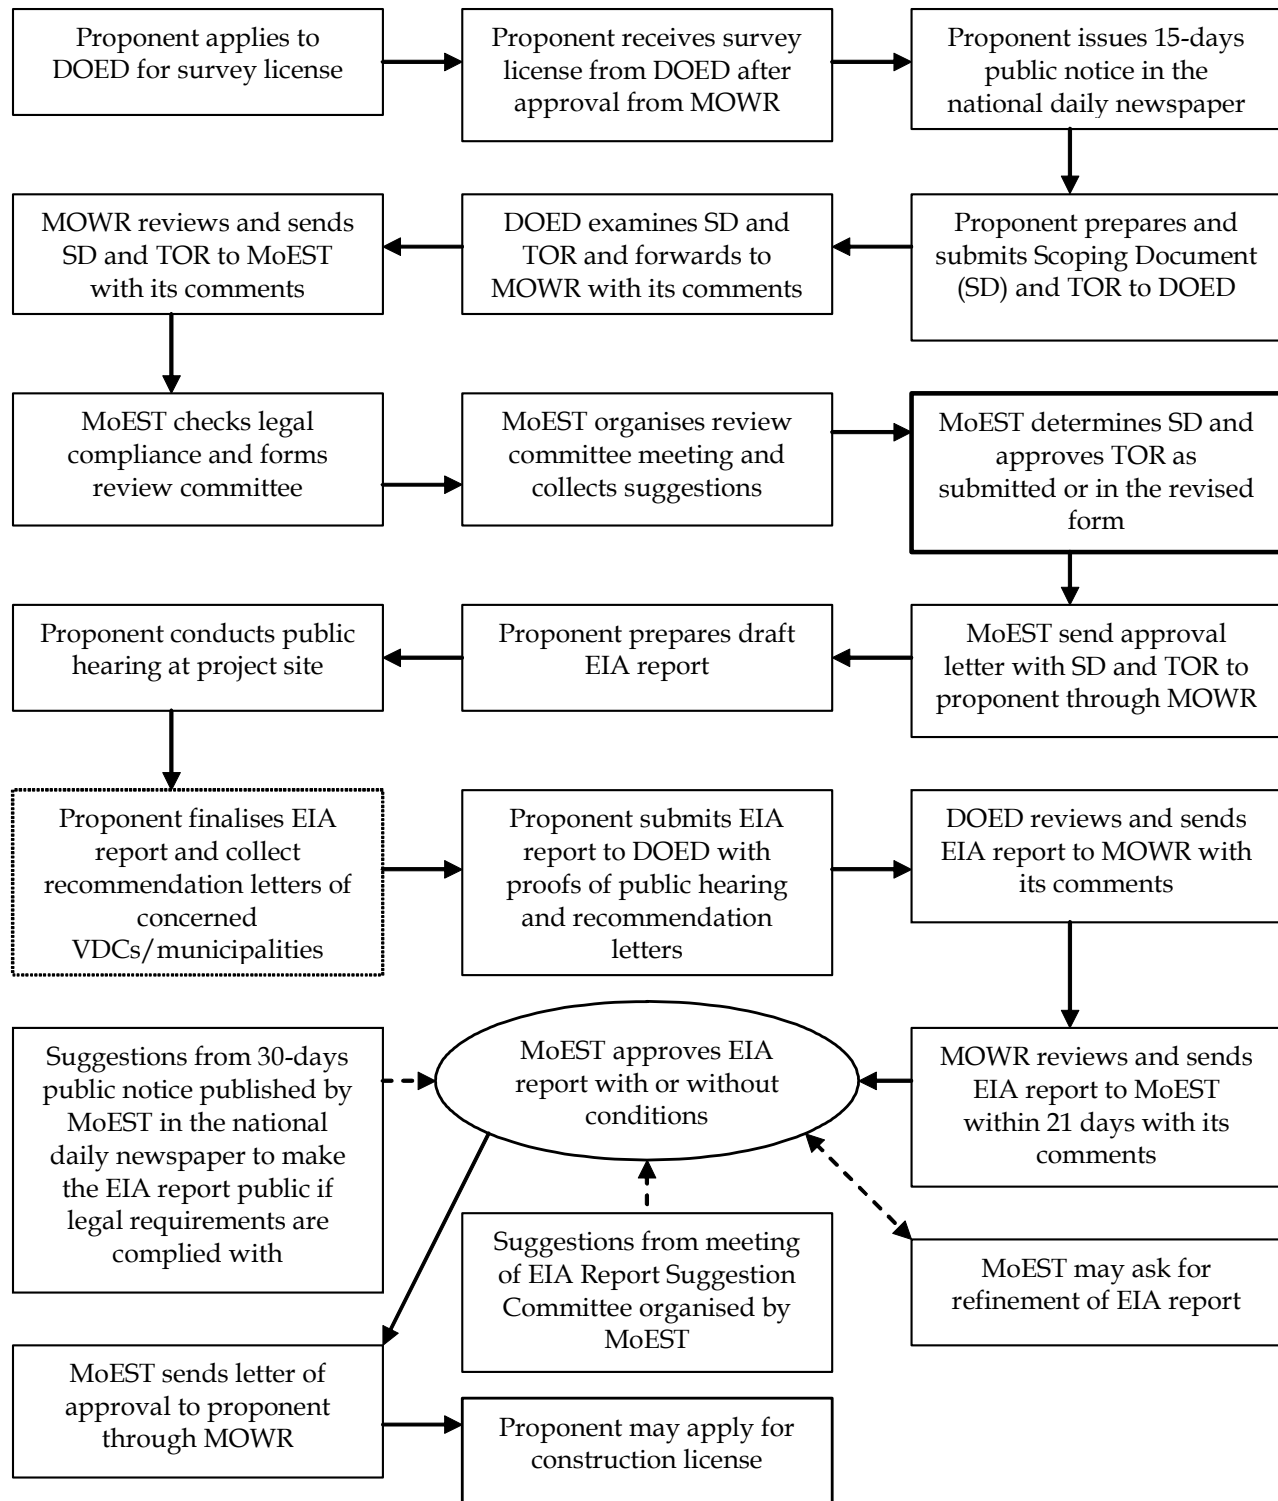 Proponent applies to
DOED for survey license
Proponent receives survey
license from DOED after
approval from MOWR
Proponent issues 15-days
public notice in the
national daily newspaper
MOWR reviews and sends
SD and TOR to MoEST
with its comments
DOED examines SD and
TOR and forwards to
MOWR with its comments
Proponent prepares and
submits Scoping Document
(SD) and TOR to DOED
MoEST checks legal
compliance and forms
review committee
MoEST organises review
committee meeting and
collects suggestions
MoEST determines SD and
approves TOR as
submitted or in the revised
form
Proponent conducts public
hearing at project site
Proponent prepares draft
EIA report
MoEST send approval
letter with SD and TOR to
proponent through MOWR
Proponent finalises EIA
report and collect
recommendation letters of
concerned
VDCs/municipalities
Proponent submits EIA
report to DOED with
proofs of public hearing
and recommendation
letters
DOED reviews and sends
EIA report to MOWR with
its comments
Suggestions from 30-days
public notice published by
MoEST in the national
daily newspaper to make
the EIA report public if
legal requirements are
complied with
MoEST approves EIA
report with or without
conditions
MOWR reviews and sends
EIA report to MoEST
within 21 days with its
comments
Suggestions from meeting
of EIA Report Suggestion
Committee organised by
MoEST
MoEST may ask for
refinement of EIA report
MoEST sends letter of
approval to proponent
through MOWR
Proponent may apply for
construction license